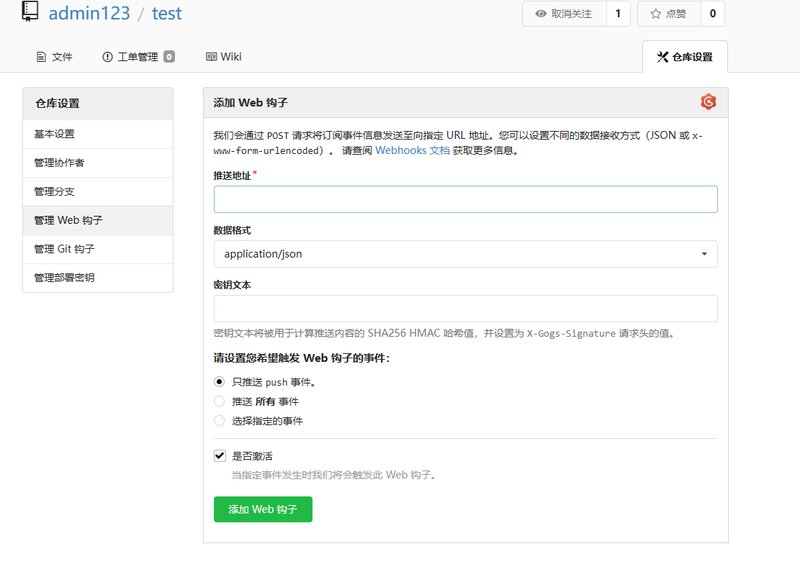 admin123 / test
取消关注 1 点赞 0
文件 工单管理 0 Wiki 仓库设置
仓库设置
基本设置
管理协作者
管理分支
管理 Web 钩子
管理 Git 钩子
管理部署密钥
添加 Web 钩子
我们会通过 POST 请求将订阅事件信息发送至向指定 URL 地址。您可以设置不同的数据接收方式（JSON 或 x-
www-form-urlencoded）。 请查阅 Webhooks 文档 获取更多信息。
推送地址*
数据格式
application/json
密钥文本
密钥文本将被用于计算推送内容的 SHA256 HMAC 哈希值，并设置为 X-Gogs-Signature 请求头的值。
请设置您希望触发 Web 钩子的事件：
只推送 push 事件。
推送 所有 事件
选择指定的事件
是否激活
当指定事件发生时我们将会触发此 Web 钩子。
添加 Web 钩子